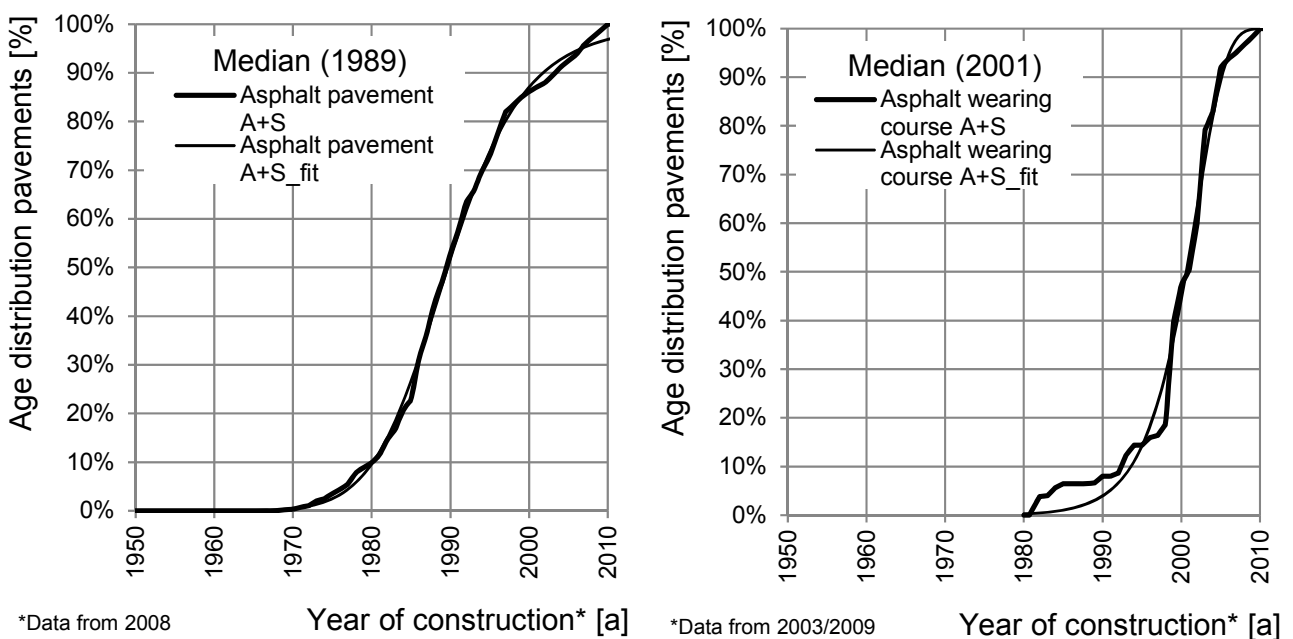 Age distribution pavements [%]
100%
90%
80%
70%
60%
50%
40%
30%
20%
10%
0%
Median (1989)
Asphalt pavement
A+S
Asphalt pavement
A+S_fit
1950
1960
1970
1980
1990
2000
2010
*Data from 2008
Year of construction* [a]
Age distribution pavements [%]
100%
90%
80%
70%
60%
50%
40%
30%
20%
10%
0%
Median (2001)
Asphalt wearing
course A+S
Asphalt wearing
course A+S_fit
1950
1960
1970
1980
1990
2000
2010
*Data from 2003/2009
Year of construction* [a]